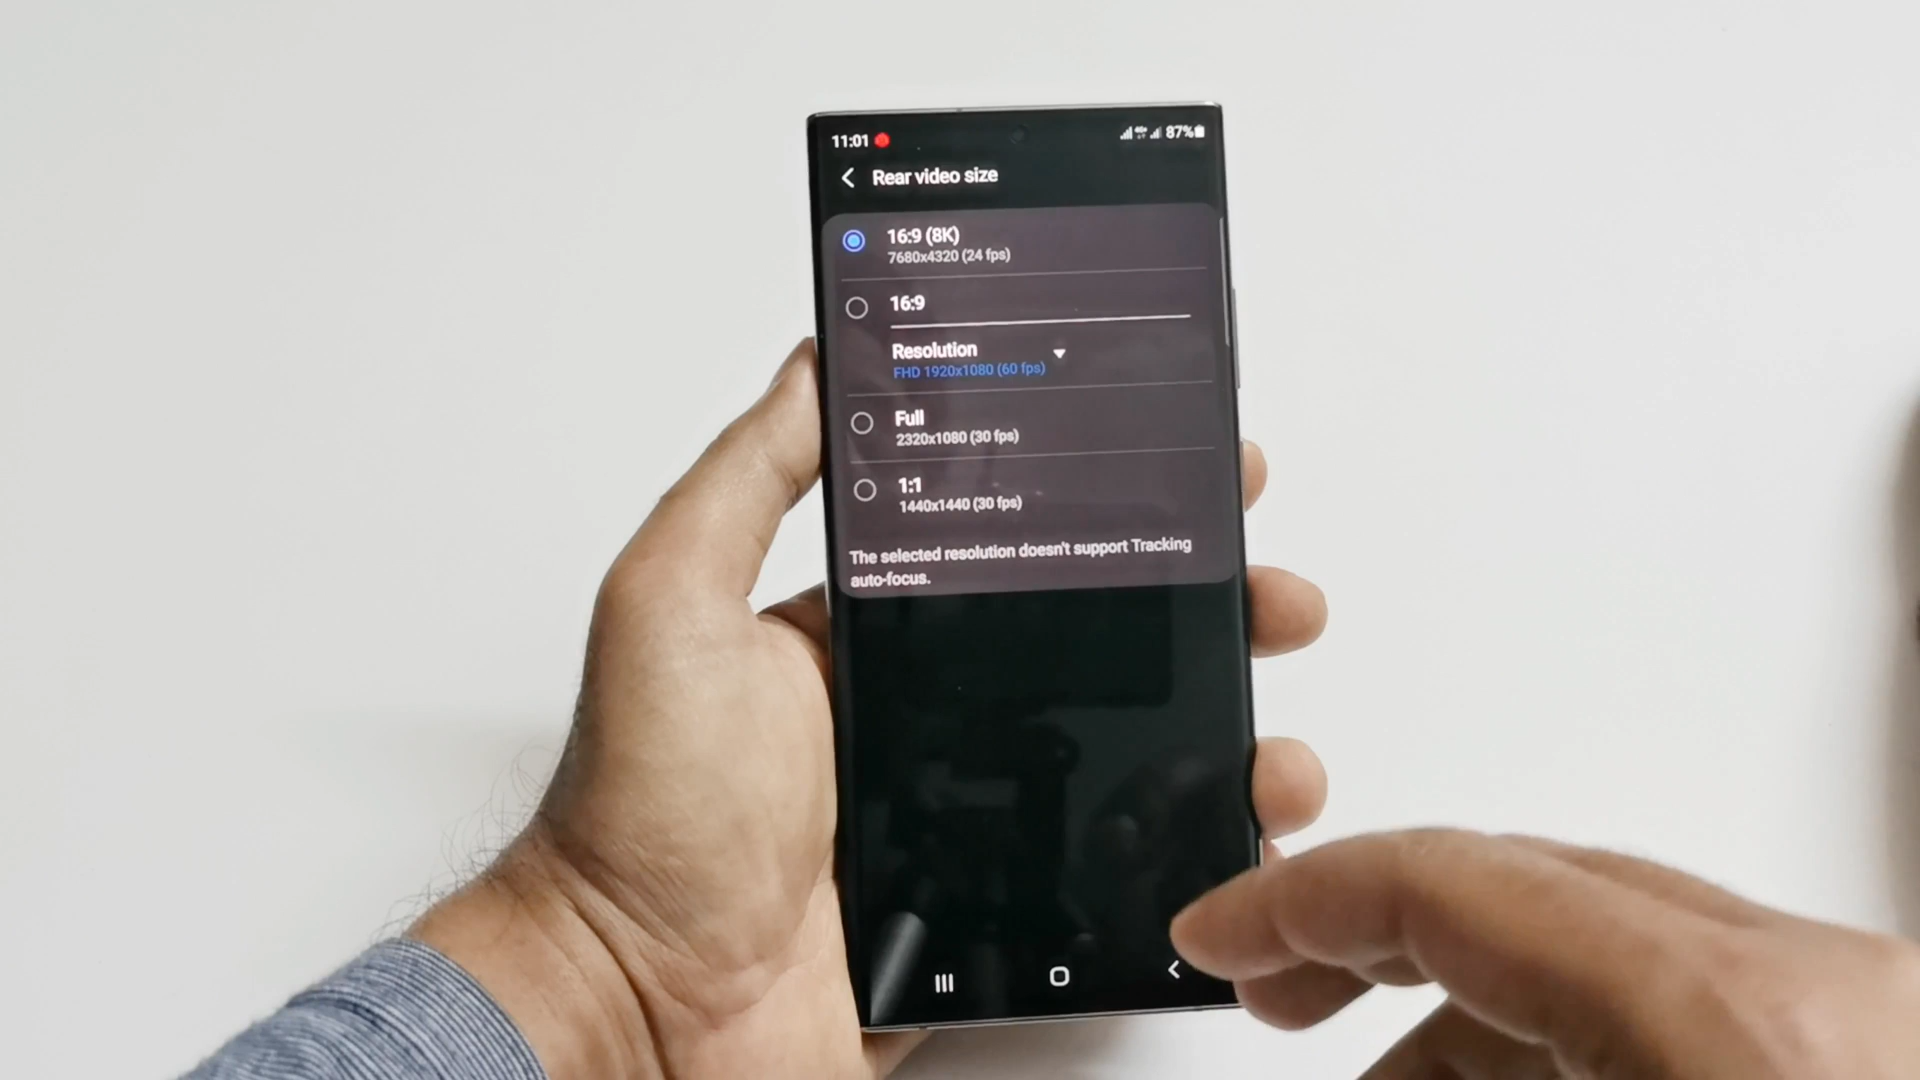 11:01 87%
Rear video size
16:9 (8K)
7680x4320 (24 fps)
16:9
Resolution
FHD 1920x1080 (60 fps)
Full
2320x1080 (30 fps)
1:1
1440x1440 (30 fps)
The selected resolution doesn't support Tracking
auto-focus.